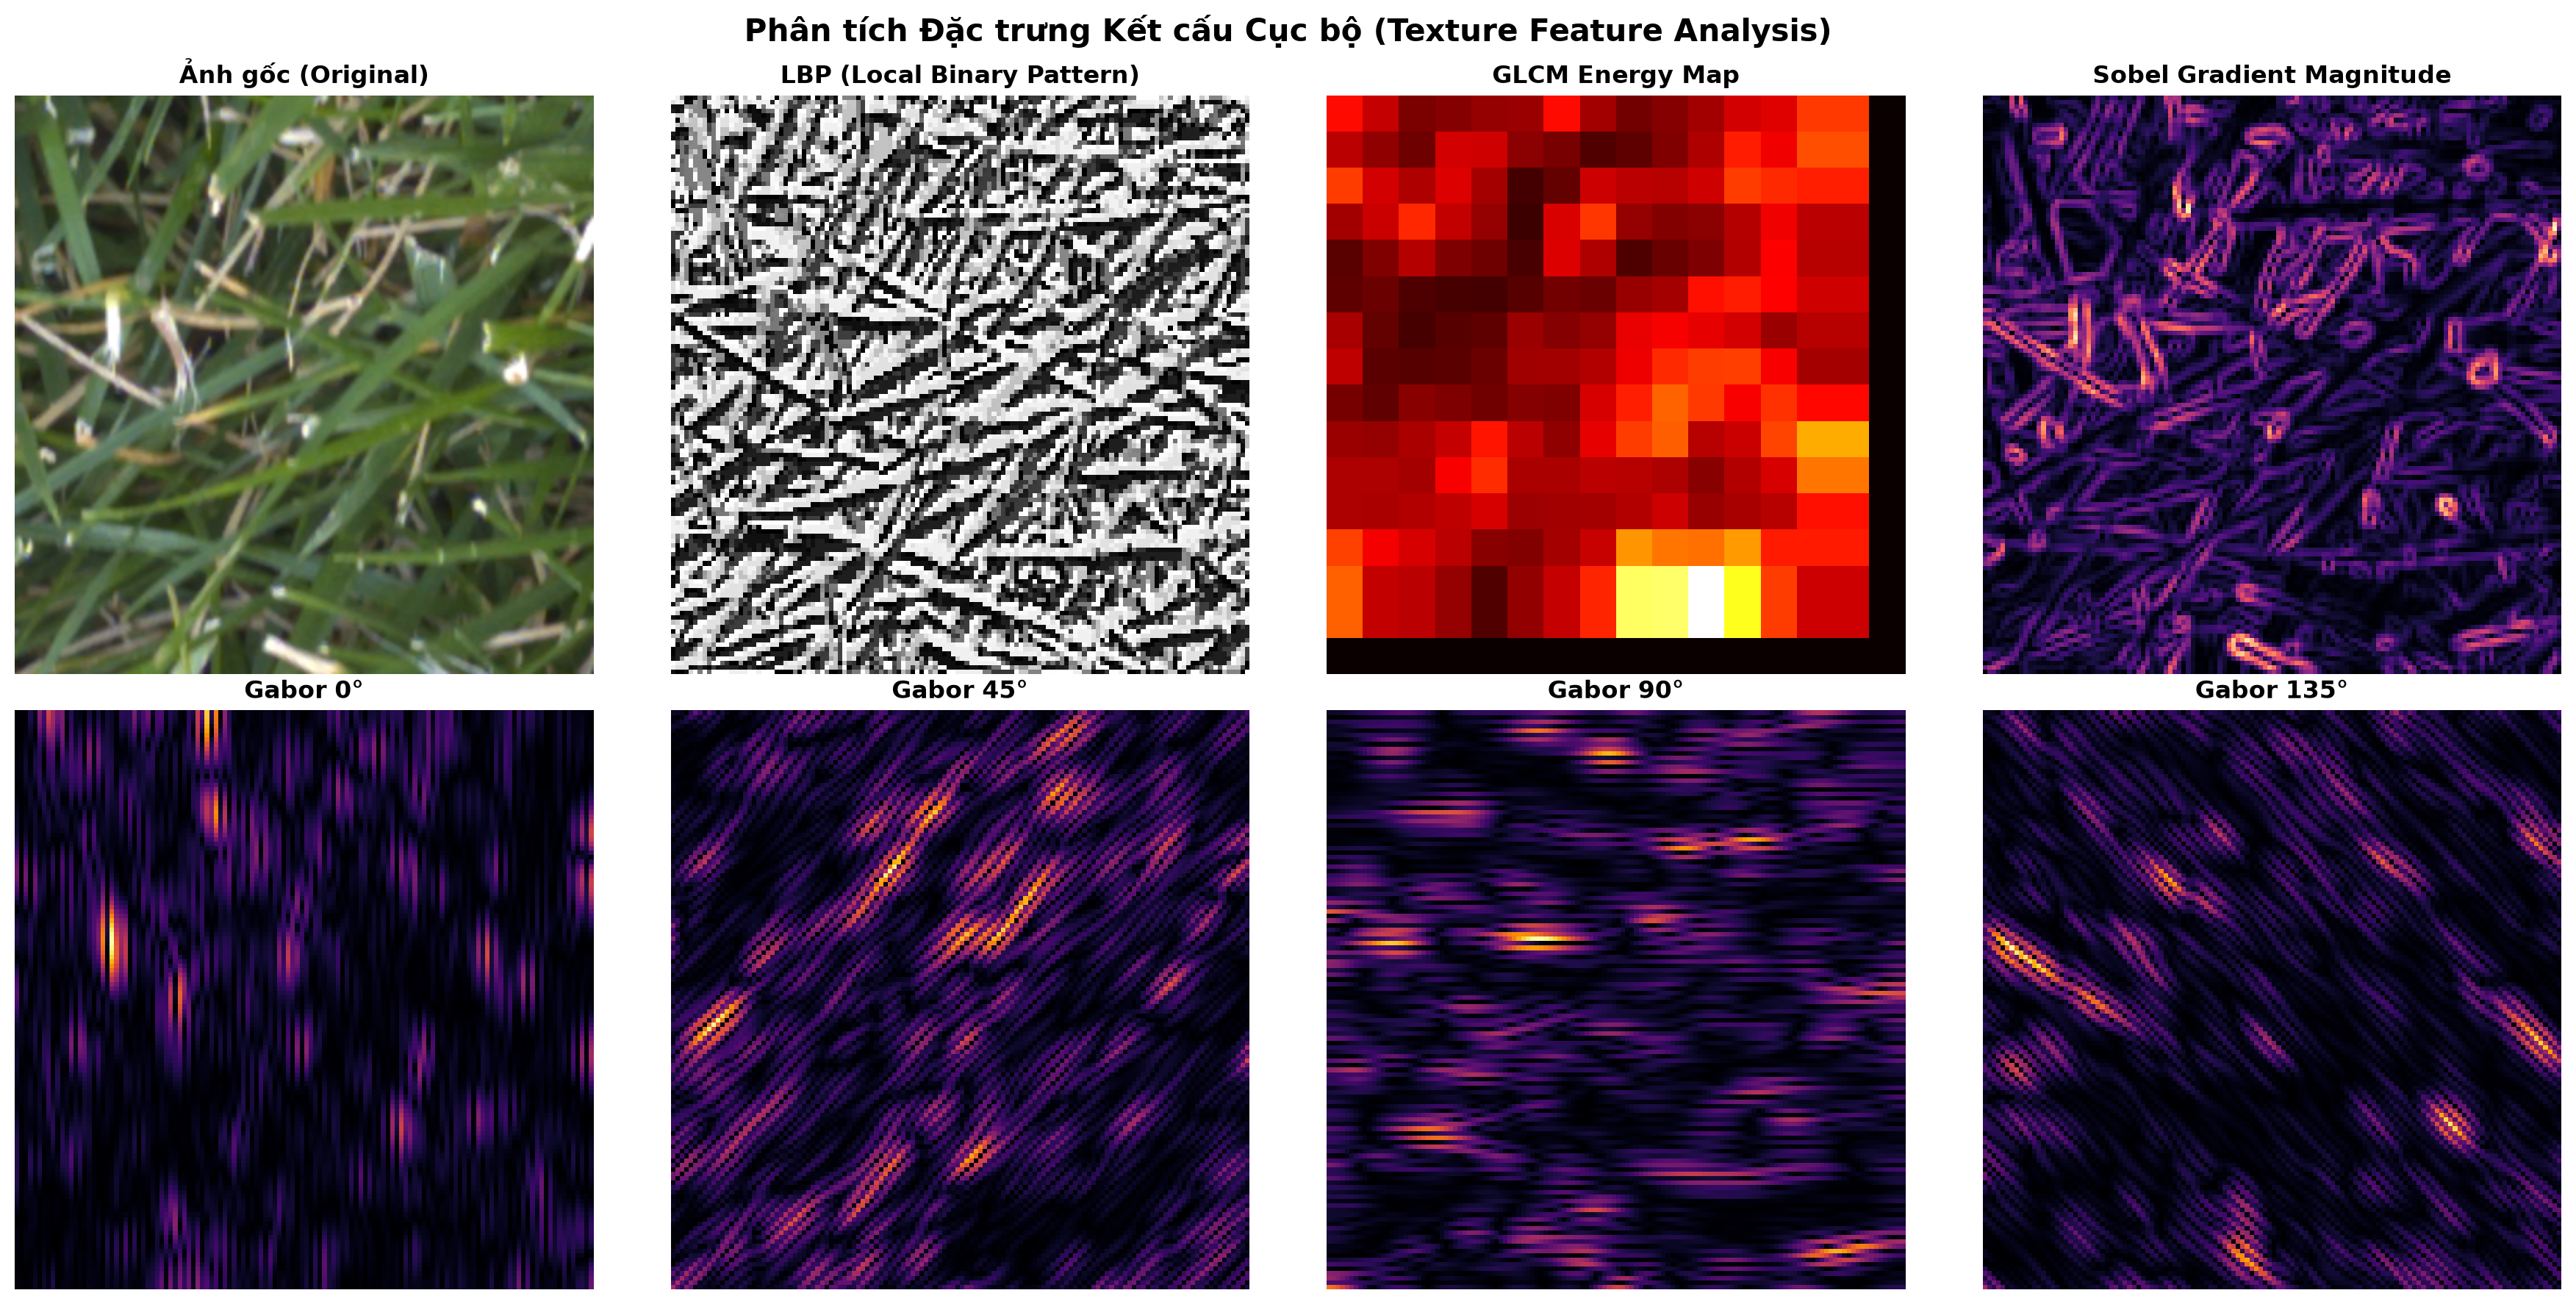 Phân tích Đặc trưng Kết cấu Cục bộ (Texture Feature Analysis)
Ảnh gốc (Original)
LBP (Local Binary Pattern)
GLCM Energy Map
Sobel Gradient Magnitude
Gabor 0°
Gabor 45°
Gabor 90°
Gabor 135°